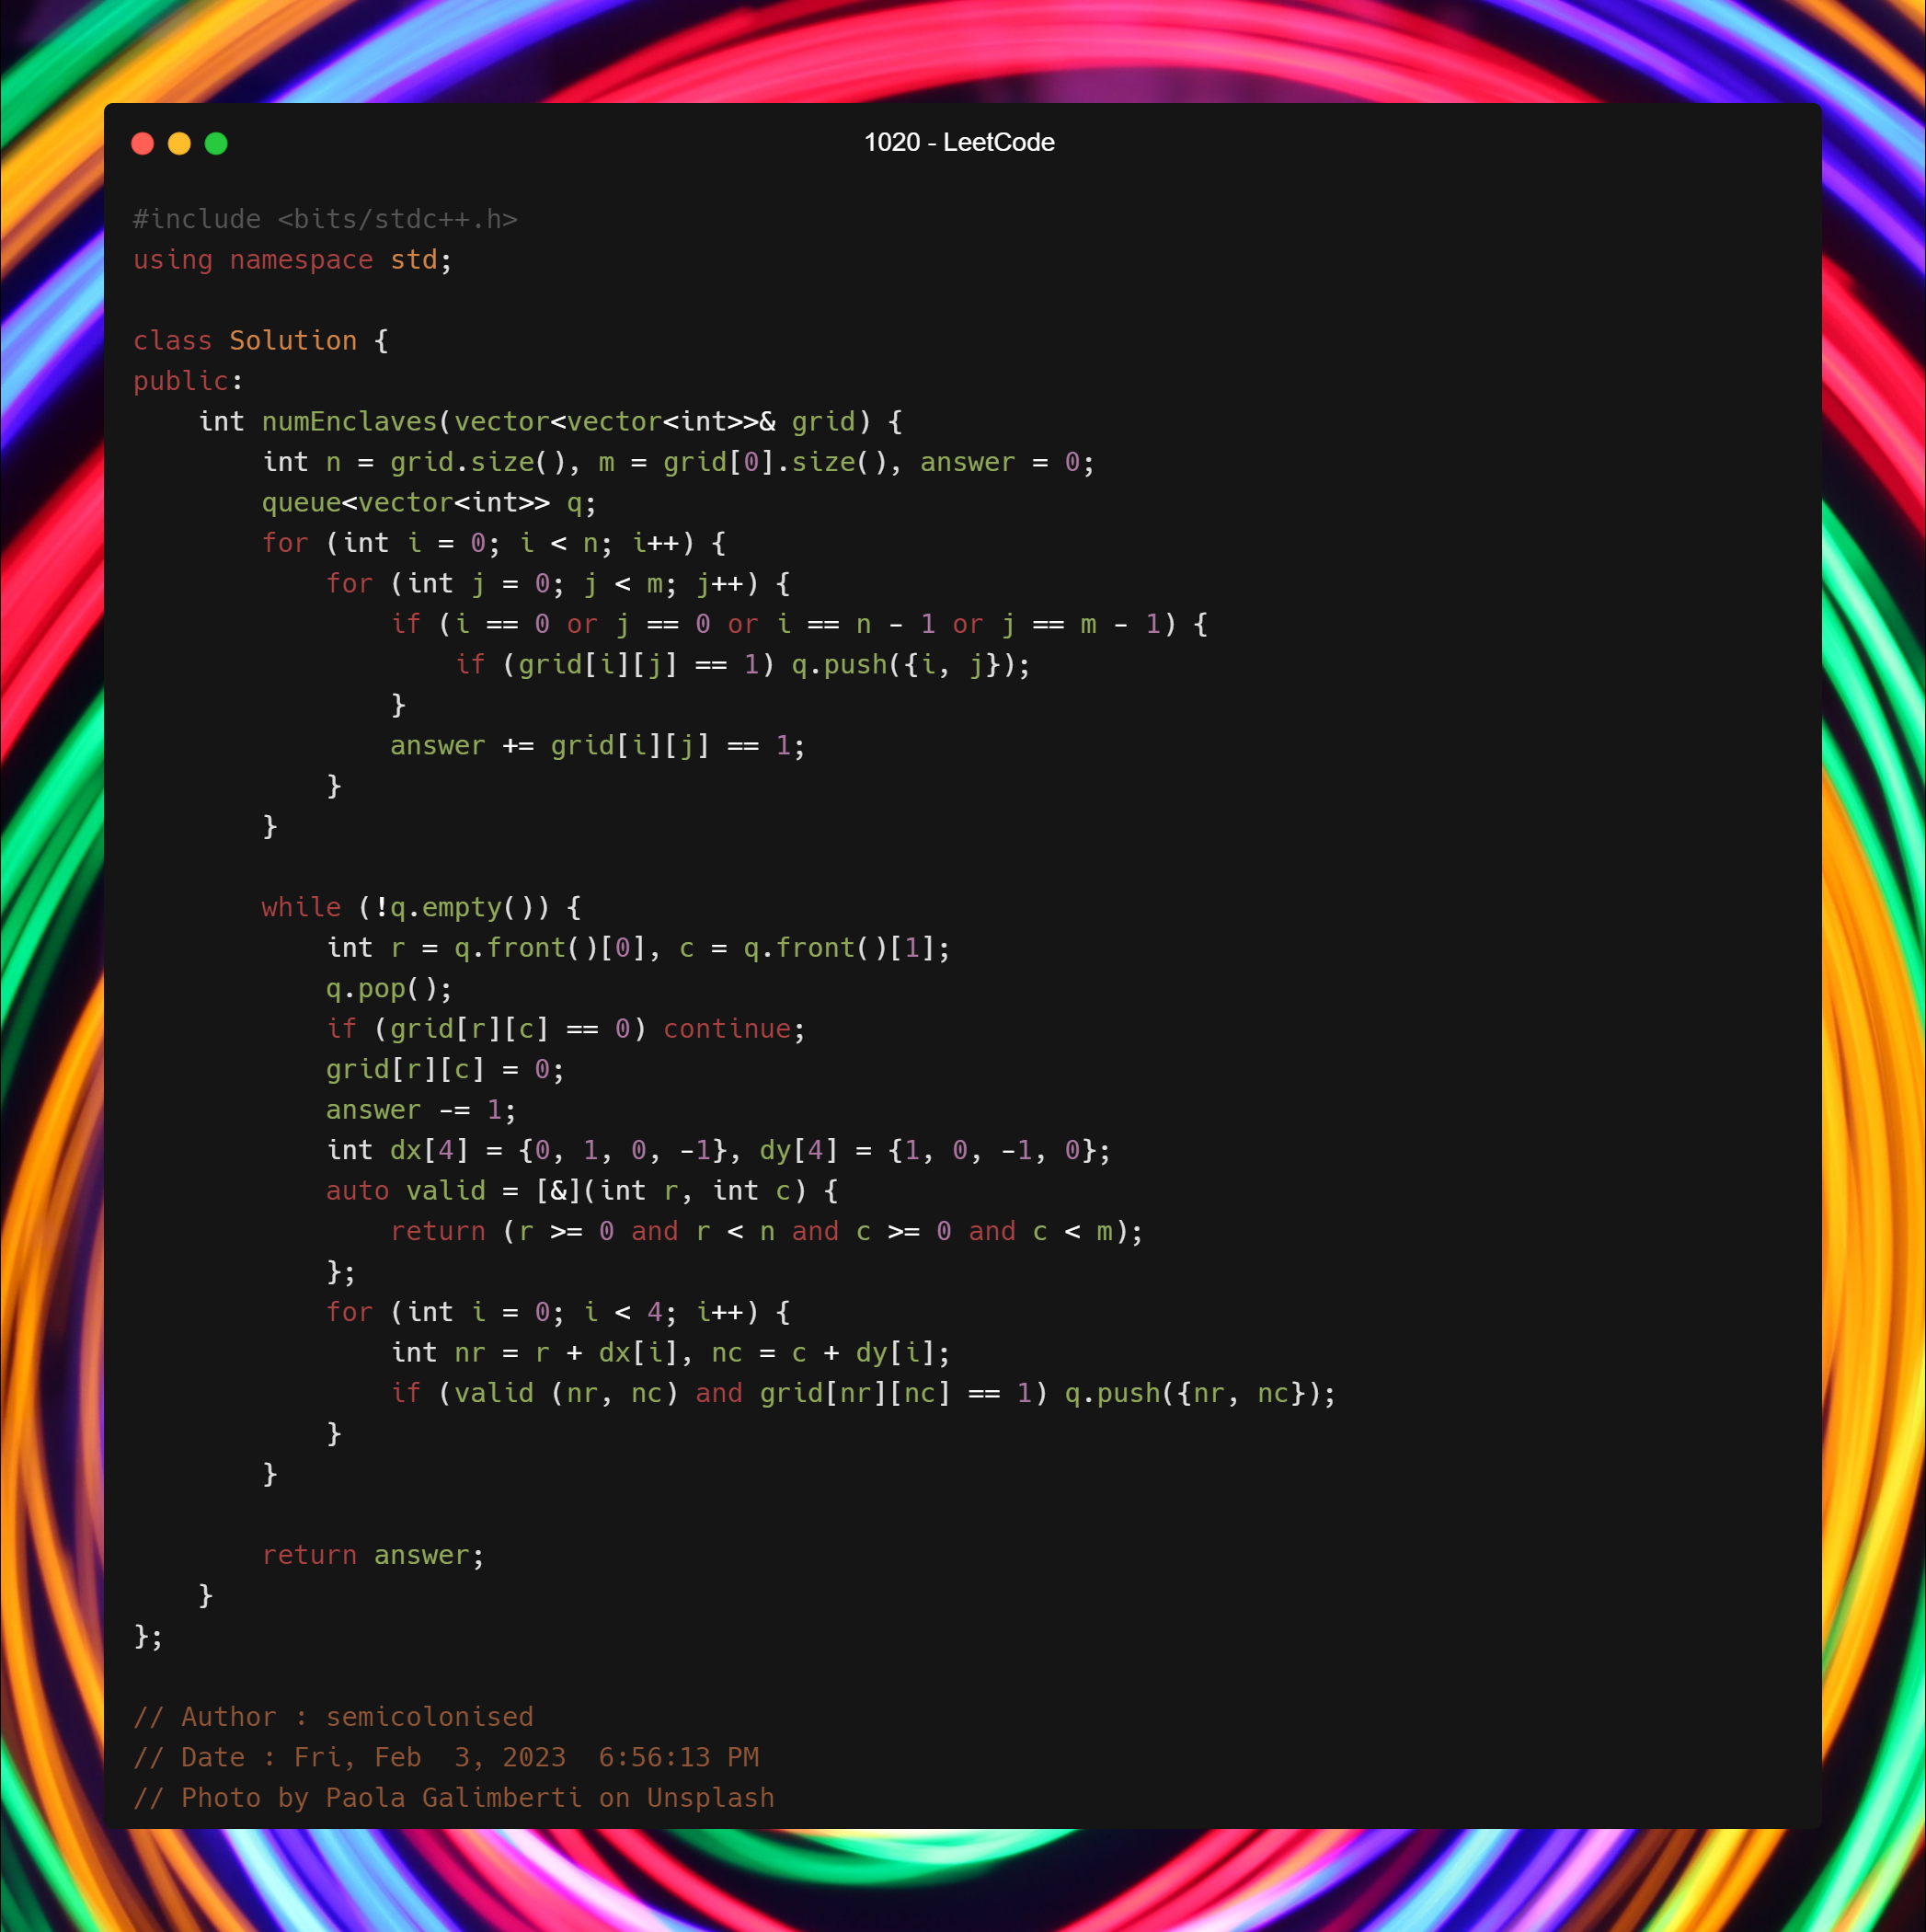 1020 - LeetCode
#include <bits/stdc++.h>
using namespace std;
class Solution {
public:
    int numEnclaves(vector<vector<int>>& grid) {
        int n = grid.size(), m = grid[0].size(), answer = 0;
        queue<vector<int>> q;
        for (int i = 0; i < n; i++) {
            for (int j = 0; j < m; j++) {
                if (i == 0 or j == 0 or i == n - 1 or j == m - 1) {
                    if (grid[i][j] == 1) q.push({i, j});
                }
                answer += grid[i][j] == 1;
            }
        }
        while (!q.empty()) {
            int r = q.front()[0], c = q.front()[1];
            q.pop();
            if (grid[r][c] == 0) continue;
            grid[r][c] = 0;
            answer -= 1;
            int dx[4] = {0, 1, 0, -1}, dy[4] = {1, 0, -1, 0};
            auto valid = [&](int r, int c) {
                return (r >= 0 and r < n and c >= 0 and c < m);
            };
            for (int i = 0; i < 4; i++) {
                int nr = r + dx[i], nc = c + dy[i];
                if (valid (nr, nc) and grid[nr][nc] == 1) q.push({nr, nc});
            }
        }
        return answer;
    }
};
// Author : semicolonised
// Date : Fri, Feb  3, 2023  6:56:13 PM
// Photo by Paola Galimberti on Unsplash